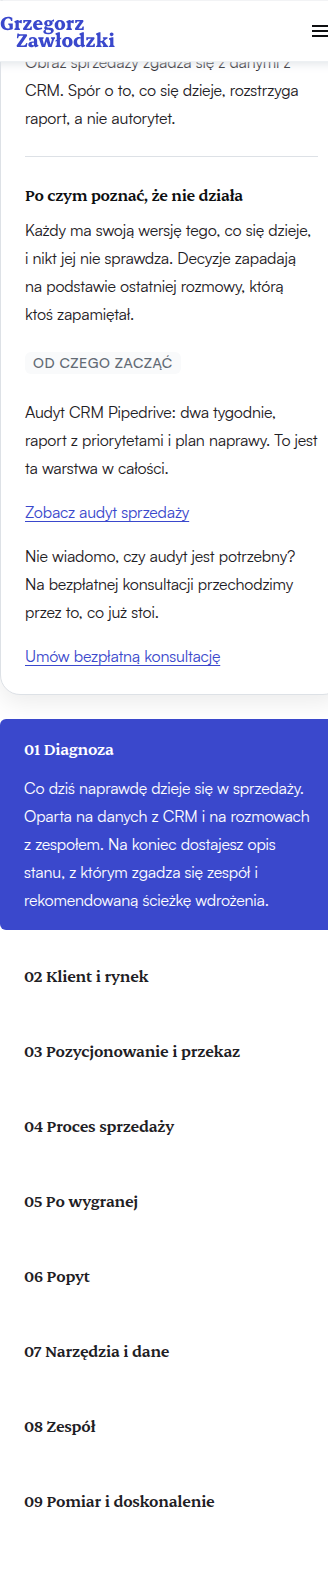 Grzegorz
Zawłodzki
Obraz sprzedaży zgadza się z danymi z
CRM. Spór o to, co się dzieje, rozstrzyga
raport, a nie autorytet.
Po czym poznać, że nie działa
Każdy ma swoją wersję tego, co się dzieje,
i nikt jej nie sprawdza. Decyzje zapadają
na podstawie ostatniej rozmowy, którą
ktoś zapamiętał.
OD CZEGO ZACZĄĆ
Audyt CRM Pipedrive: dwa tygodnie,
raport z priorytetami i plan naprawy. To jest
ta warstwa w całości.
Zobacz audyt sprzedaży
Nie wiadomo, czy audyt jest potrzebny?
Na bezpłatnej konsultacji przechodzimy
przez to, co już stoi.
Umów bezpłatną konsultację
01 Diagnoza
Co dziś naprawdę dzieje się w sprzedaży.
Oparta na danych z CRM i na rozmowach
z zespołem. Na koniec dostajesz opis
stanu, z którym zgadza się zespół i
rekomendowaną ścieżkę wdrożenia.
02 Klient i rynek
03 Pozycjonowanie i przekaz
04 Proces sprzedaży
05 Po wygranej
06 Popyt
07 Narzędzia i dane
08 Zespół
09 Pomiar i doskonalenie